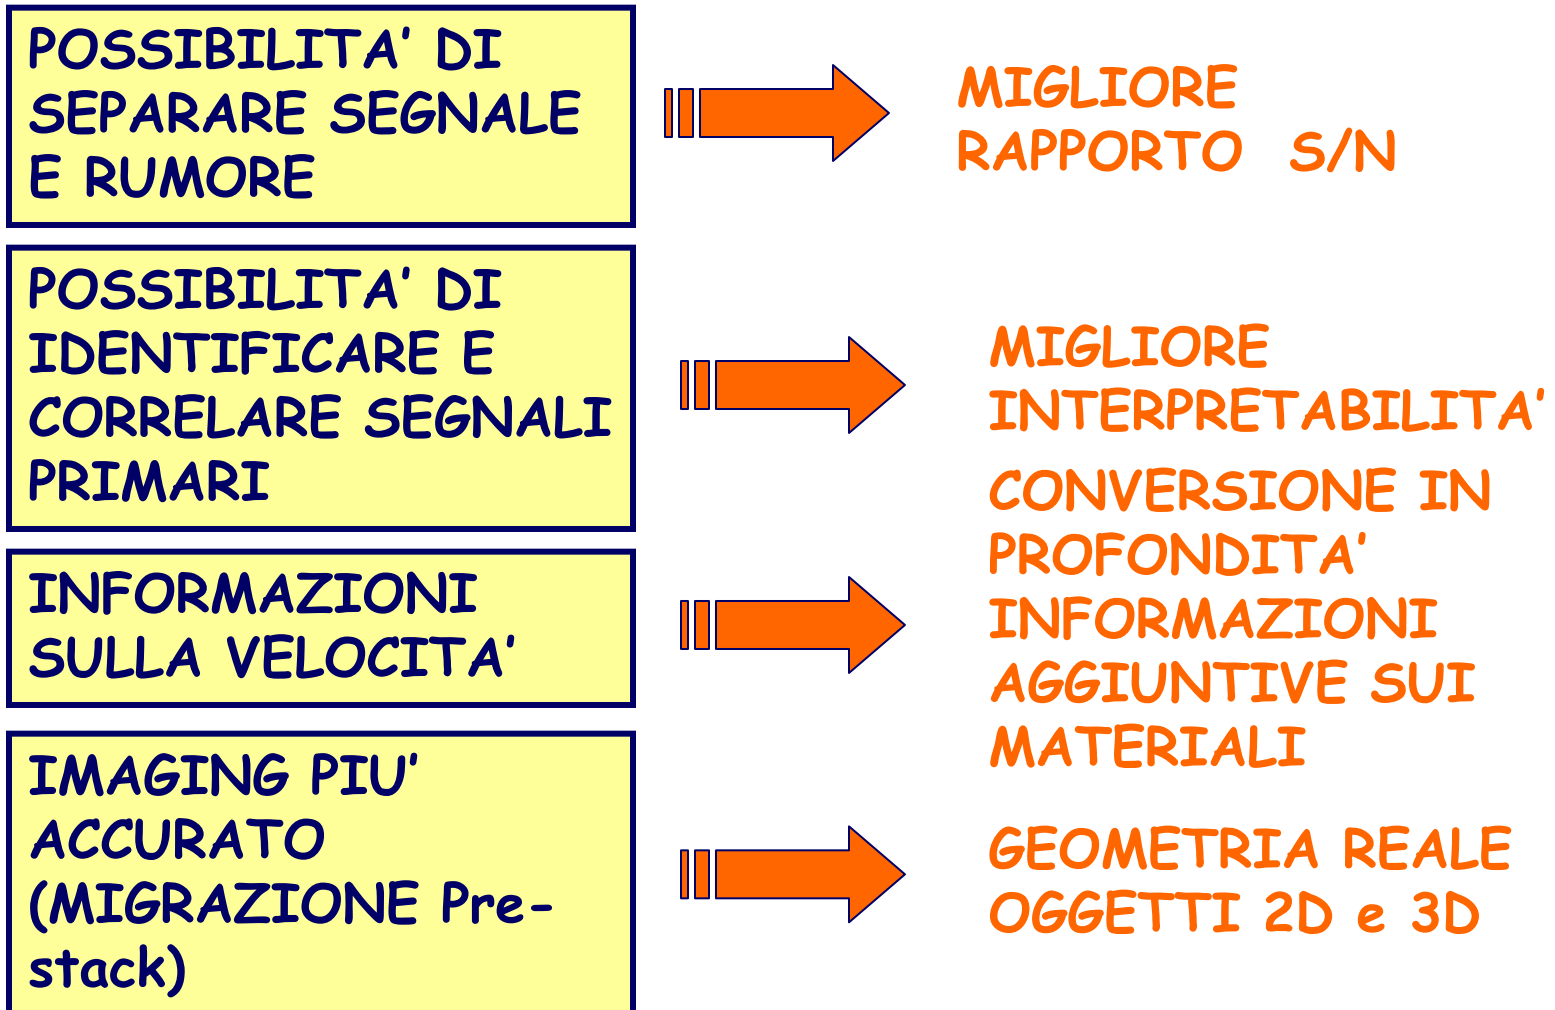 POSSIBILITA’ DI
SEPARARE SEGNALE
E RUMORE
MIGLIORE
RAPPORTO S/N
POSSIBILITA’ DI
IDENTIFICARE E
CORRELARE SEGNALI
PRIMARI
MIGLIORE
INTERPRETABILITA’
INFORMAZIONI
SULLA VELOCITA’
CONVERSIONE IN
PROFONDITA’
INFORMAZIONI
AGGIUNTIVE SUI
MATERIALI
IMAGING PIU’
ACCURATO
(MIGRAZIONE Pre-
stack)
GEOMETRIA REALE
OGGETTI 2D e 3D